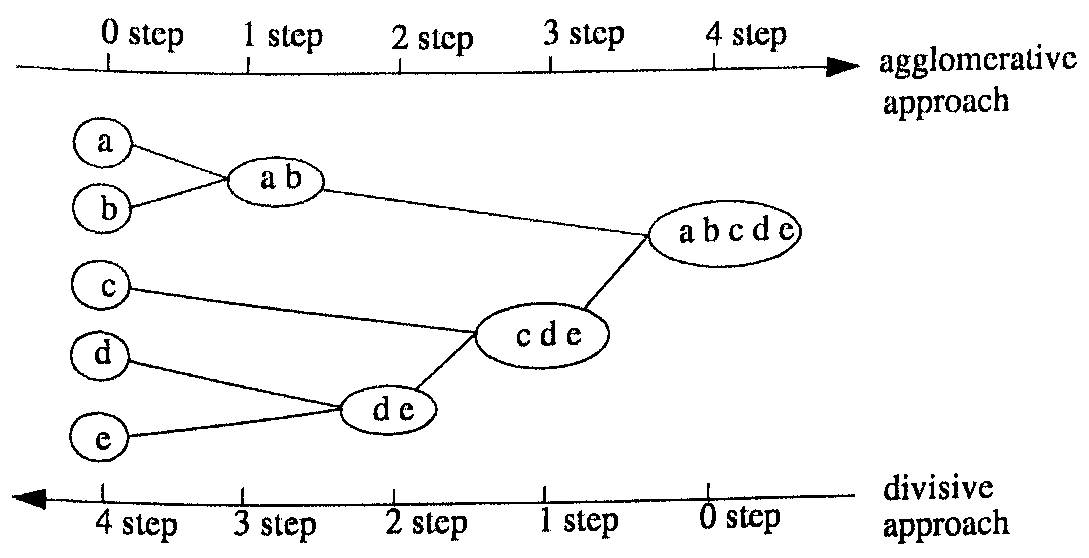 0 step 1 step 2 step 3 step 4 step
agglomerative
approach
a
a b
b
a b c d e
c
c d e
d
d e
e
divisive
approach
4 step 3 step 2 step 1 step 0 step